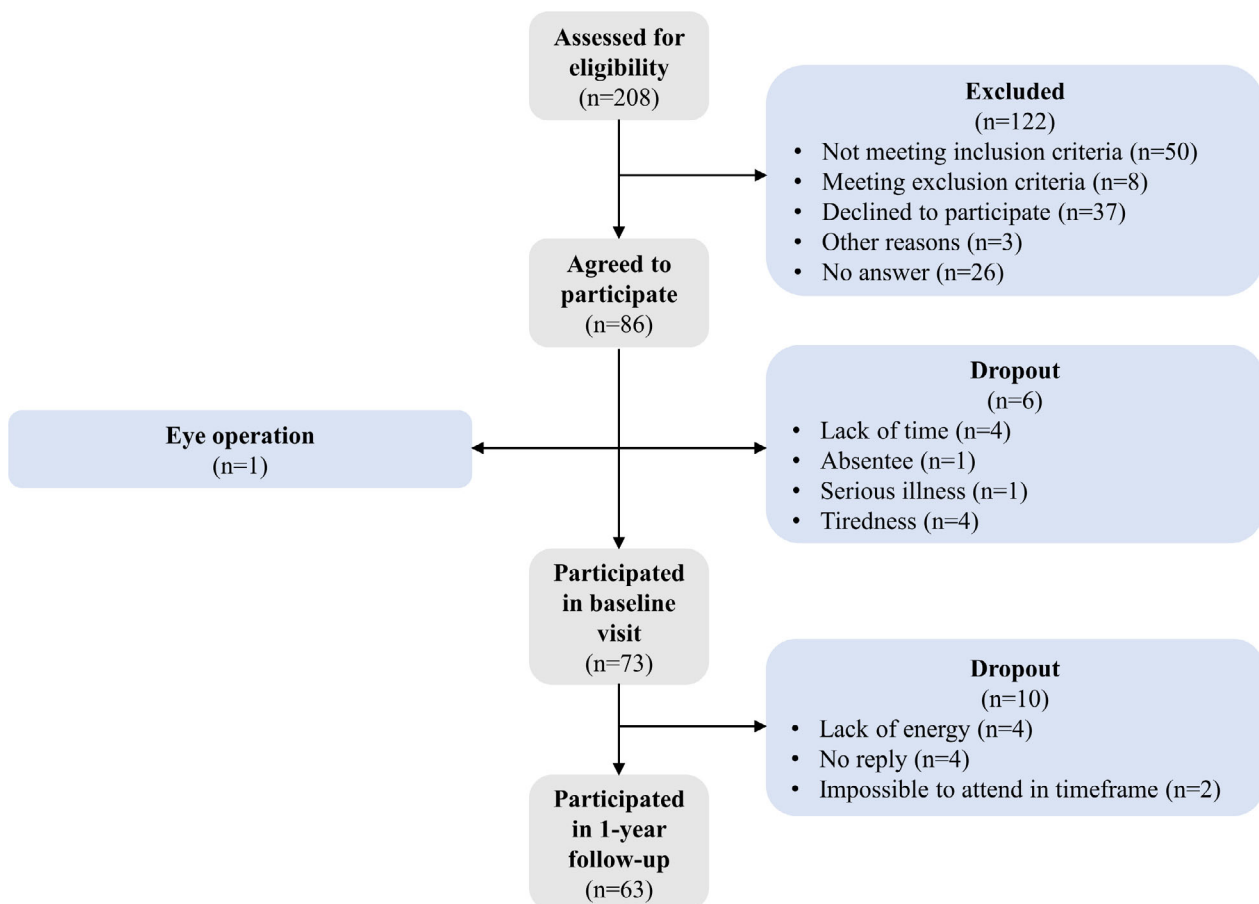 Assessed for
eligibility
(n=208)
Excluded
(n=122)
• Not meeting inclusion criteria (n=50)
• Meeting exclusion criteria (n=8)
• Declined to participate (n=37)
• Other reasons (n=3)
• No answer (n=26)
Agreed to
participate
(n=86)
Dropout
(n=6)
• Lack of time (n=4)
• Absentee (n=1)
• Serious illness (n=1)
• Tiredness (n=4)
Eye operation
(n=1)
Participated
in baseline
visit
(n=73)
Dropout
(n=10)
• Lack of energy (n=4)
• No reply (n=4)
• Impossible to attend in timeframe (n=2)
Participated
in 1-year
follow-up
(n=63)